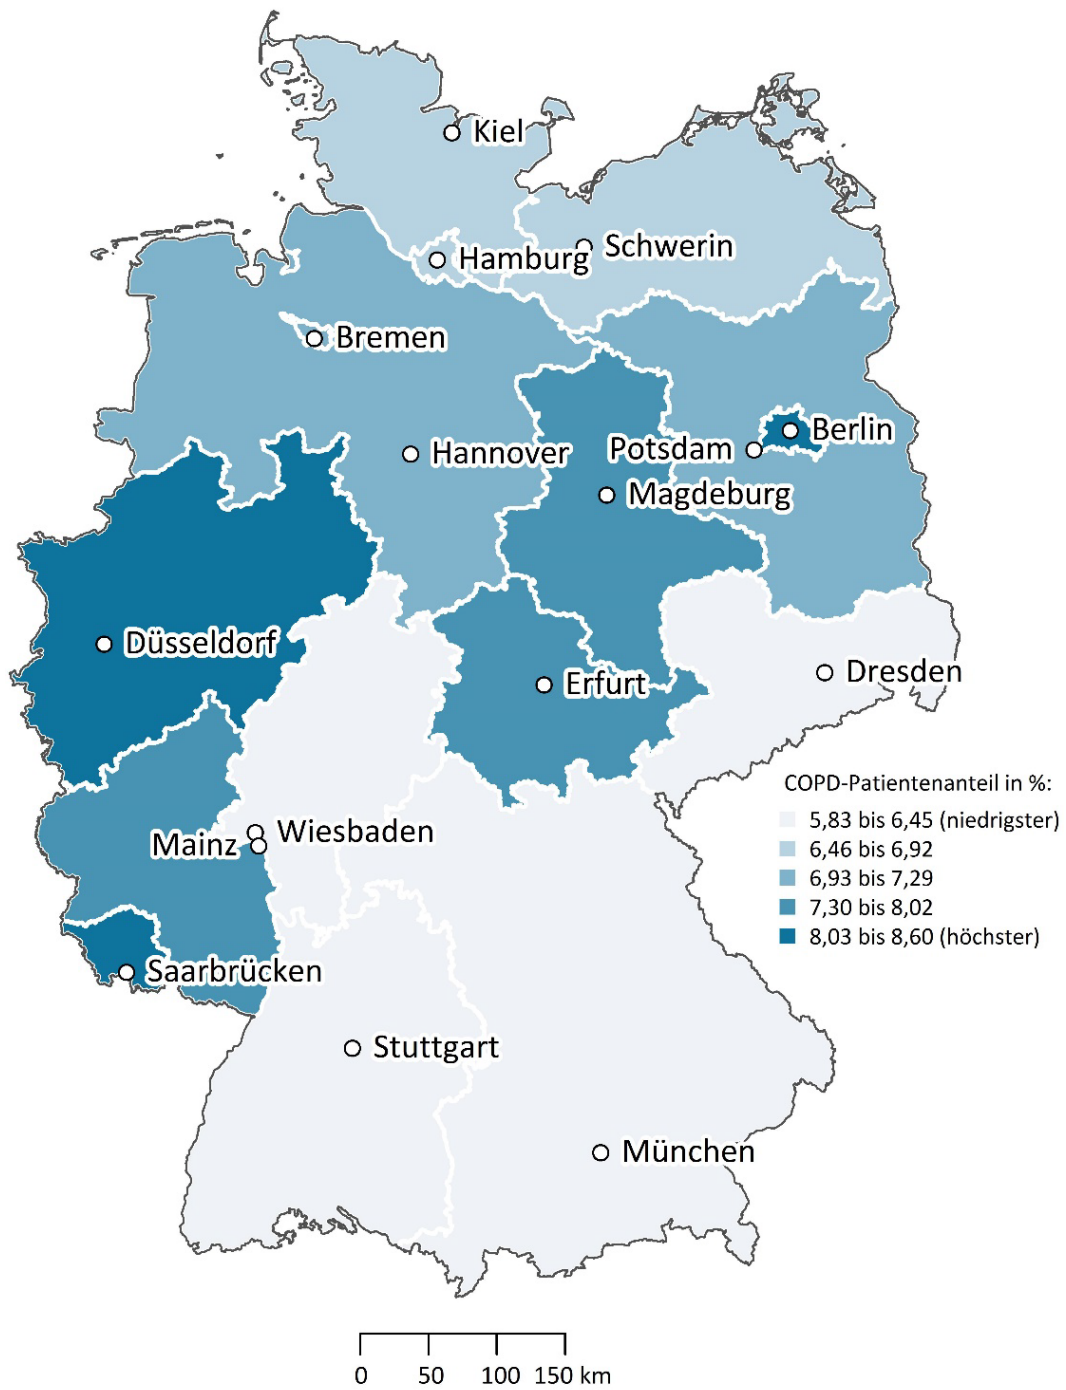 Kiel
Schwerin
Hamburg
Bremen
Berlin
Hannover
Potsdam
Magdeburg
Düsseldorf
Erfurt
Dresden
COPD-Patientenanteil in %:
5,83 bis 6,45 (niedrigster)
6,46 bis 6,92
6,93 bis 7,29
7,30 bis 8,02
8,03 bis 8,60 (höchster)
Wiesbaden
Mainz
Saarbrücken
Stuttgart
München
0 50 100 150 km